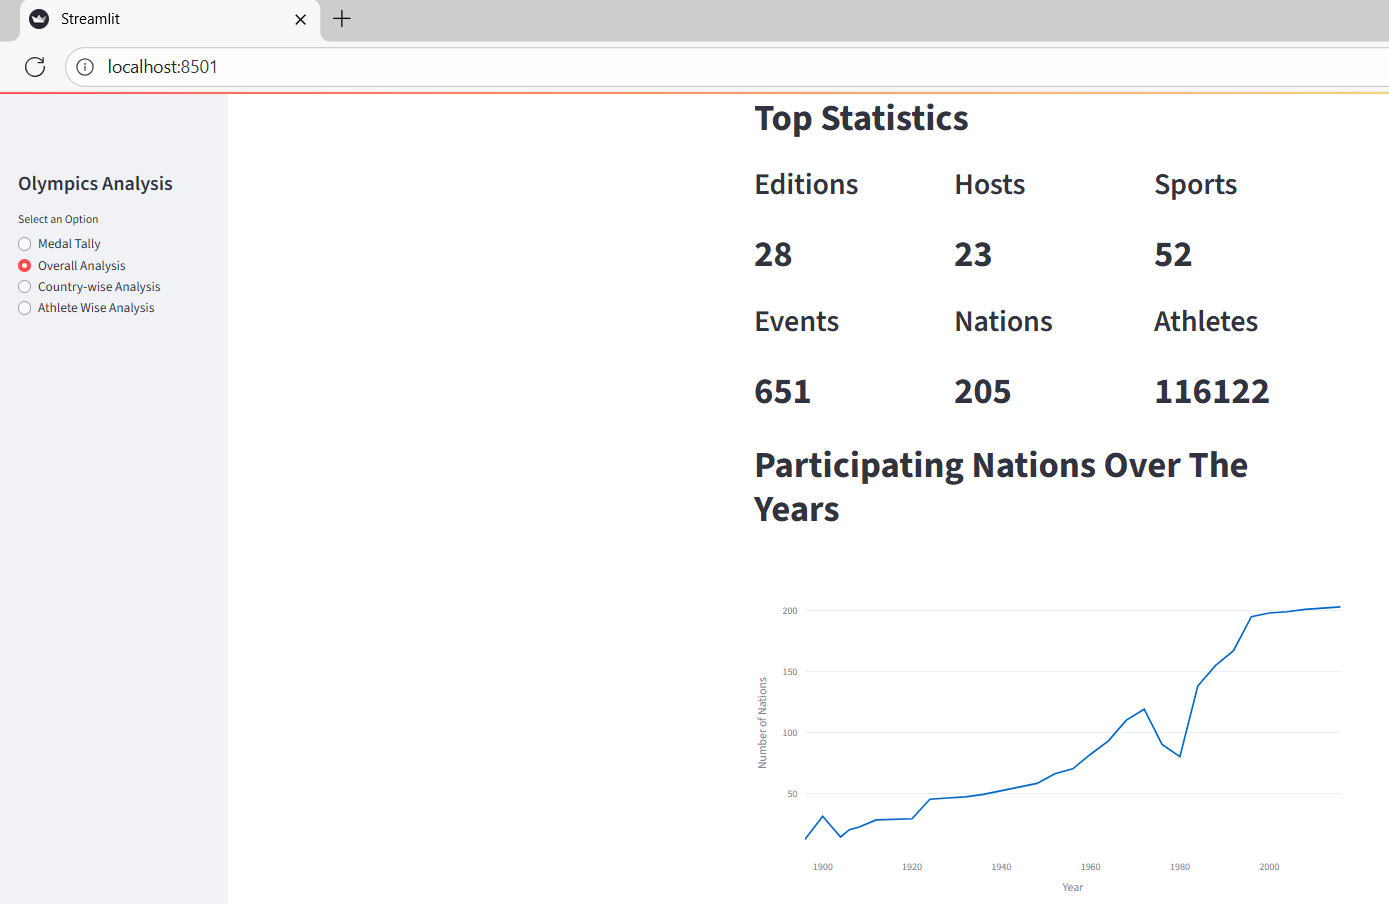 Streamlit
localhost:8501
Olympics Analysis
Select an Option
Medal Tally
Overall Analysis
Country-wise Analysis
Athlete Wise Analysis
Top Statistics
Editions Hosts Sports
28 23 52
Events Nations Athletes
651 205 116122
Participating Nations Over The
Years
200
150
100
50
Number of Nations
1900 1920 1940 1960 1980 2000
Year